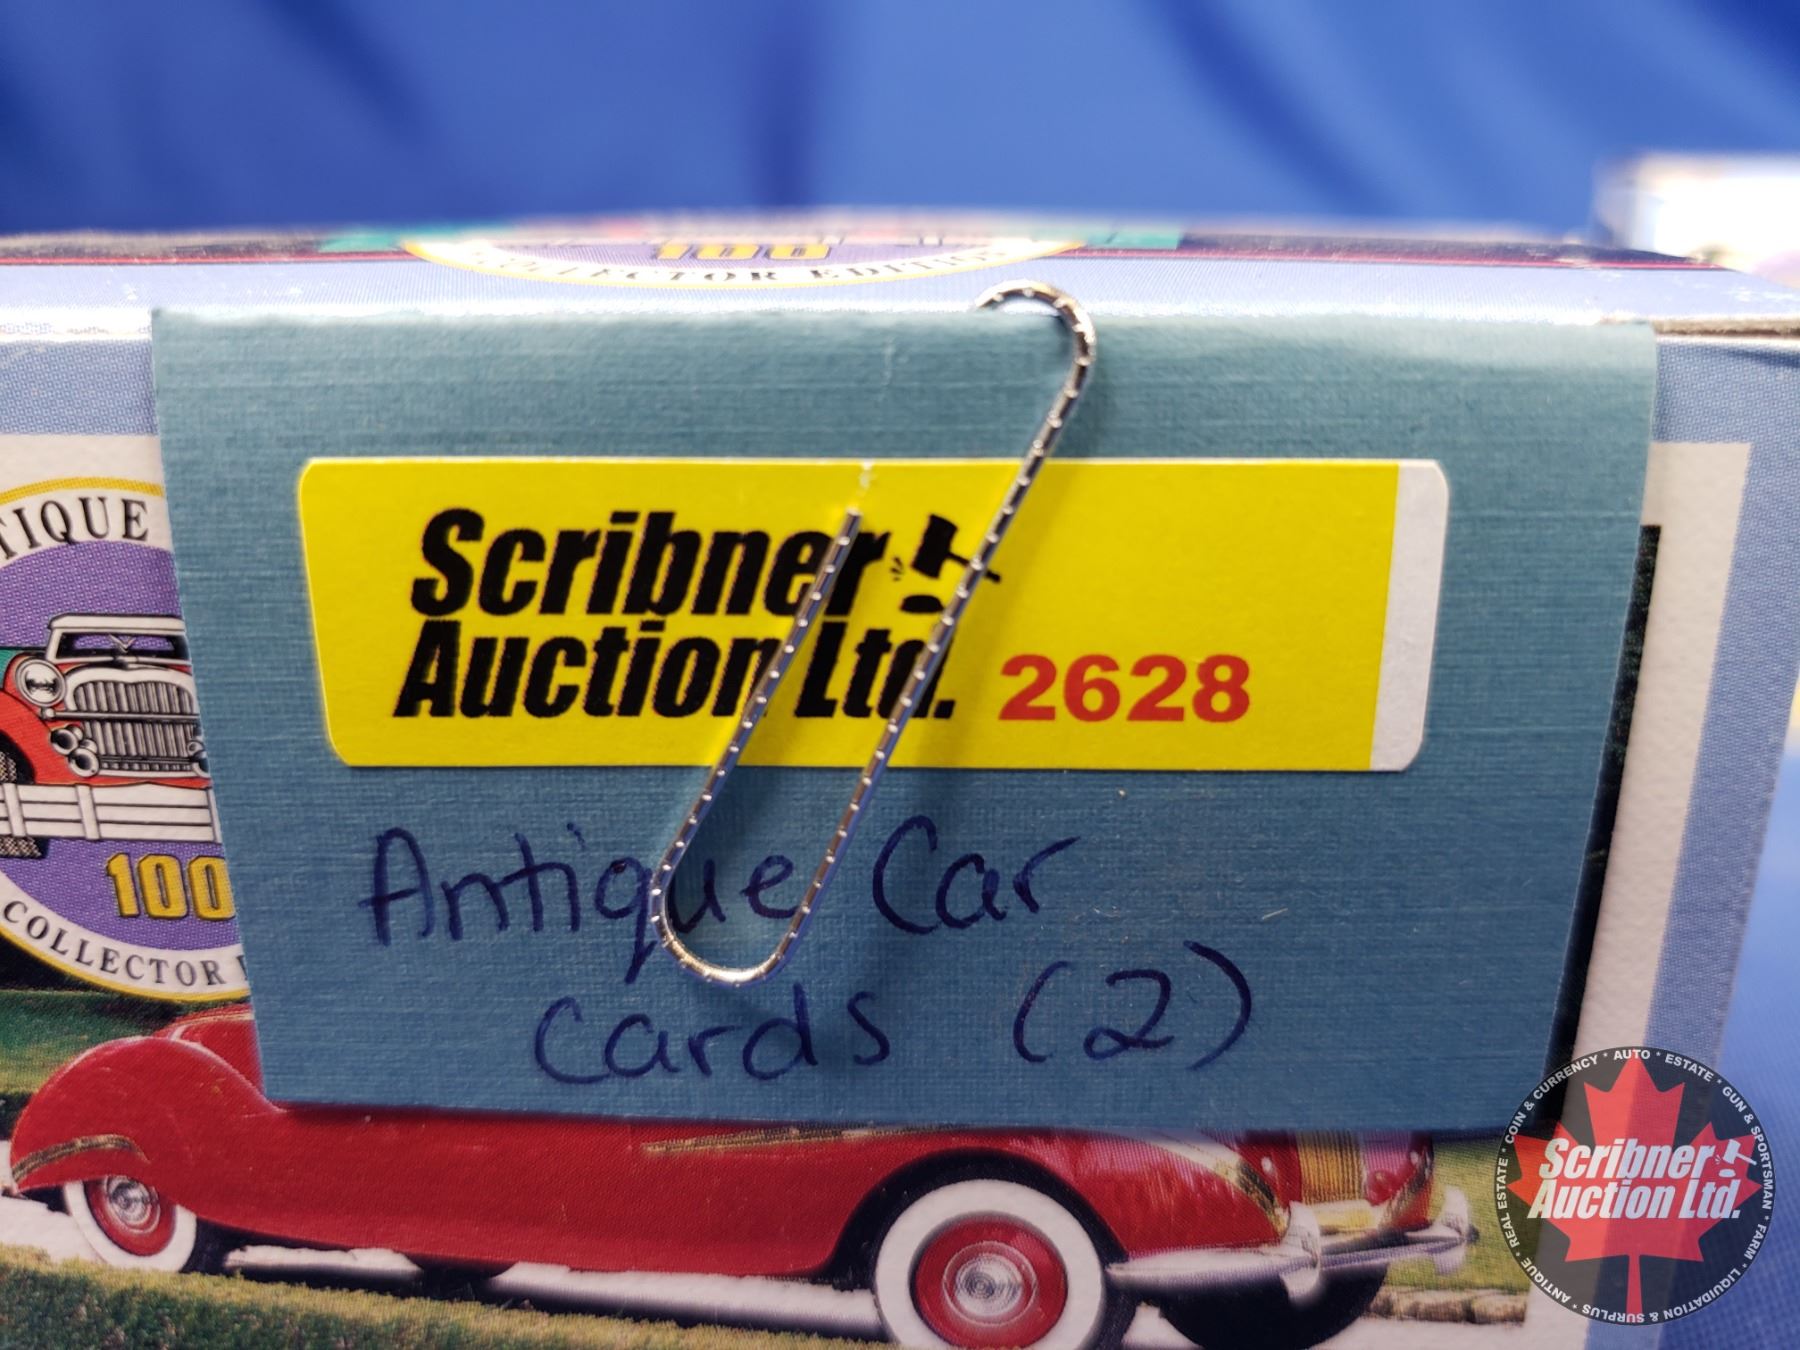 100
COLLECTOR EDITION
TIQUE
100
COLLECTOR
Scribner
Auction Ltd. 2628
Antique Car
Cards (2)
COIN & CURRENCY * AUTO * ESTATE * GUN & SPORTSMAN * FARM * LIQUIDATION & SURPLUS * ANTIQUE * REAL ESTATE *
Scribner
Auction Ltd.